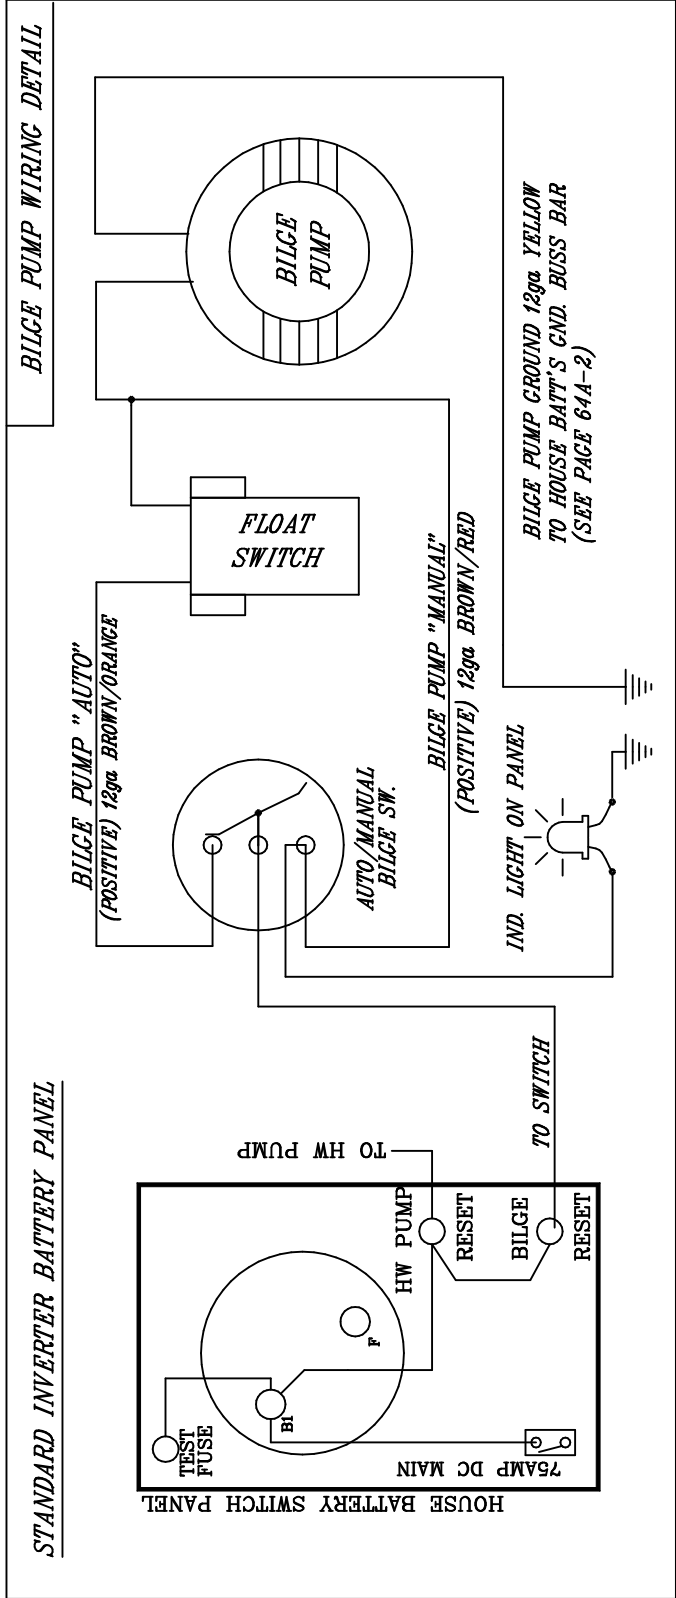 BILGE PUMP WIRING DETAIL
STANDARD INVERTER BATTERY PANEL
BILGE
PUMP
FLOAT
SWITCH
BILGE PUMP "AUTO"
(POSITIVE) 12ga BROWN/ORANGE
AUTO/MANUAL
BILGE SW.
BILGE PUMP "MANUAL"
(POSITIVE) 12ga BROWN/RED
BILGE PUMP GROUND 12ga YELLOW
TO HOUSE BATT'S GND. BUSS BAR
(SEE PAGE 64A-2)
IND. LIGHT ON PANEL
TO SWITCH
TO HW PUMP
HW PUMP
RESET
BILGE
RESET
F
B1
TEST
FUSE
75AMP DC MAIN
HOUSE BATTERY SWITCH PANEL